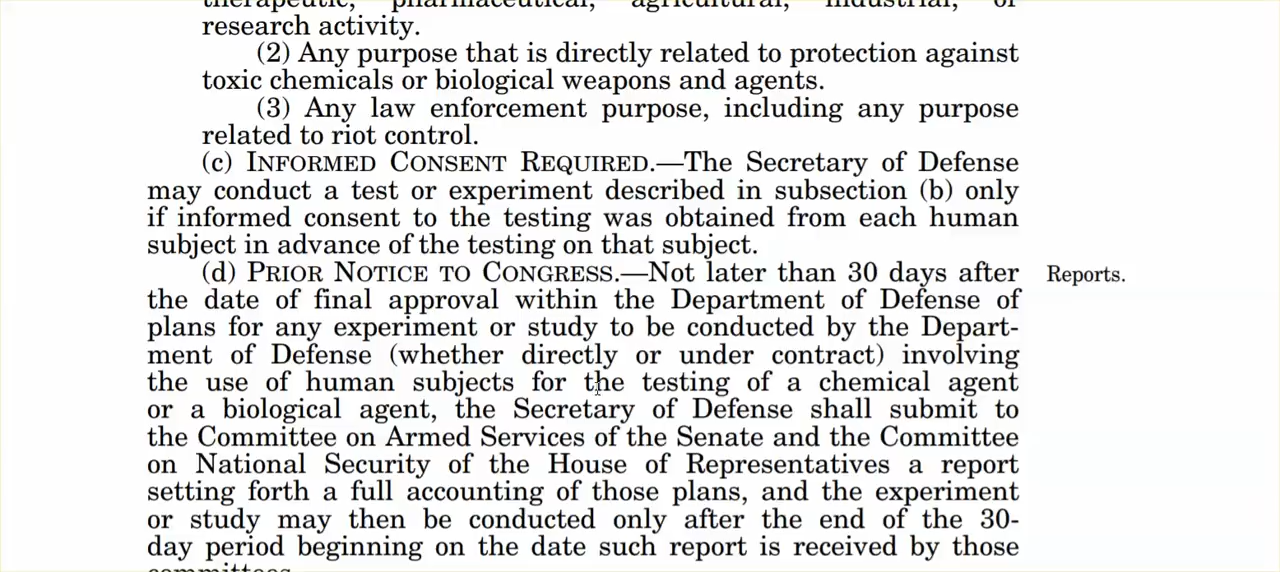 therapeutic, pharmaceutical, agricultural, industrial, or
research activity.
(2) Any purpose that is directly related to protection against
toxic chemicals or biological weapons and agents.
(3) Any law enforcement purpose, including any purpose
related to riot control.
(c) INFORMED CONSENT REQUIRED.—The Secretary of Defense
may conduct a test or experiment described in subsection (b) only
if informed consent to the testing was obtained from each human
subject in advance of the testing on that subject.
(d) PRIOR NOTICE TO CONGRESS.—Not later than 30 days after
Reports.
the date of final approval within the Department of Defense of
plans for any experiment or study to be conducted by the Depart-
ment of Defense (whether directly or under contract) involving
the use of human subjects for the testing of a chemical agent
or a biological agent, the Secretary of Defense shall submit to
the Committee on Armed Services of the Senate and the Committee
on National Security of the House of Representatives a report
setting forth a full accounting of those plans, and the experiment
or study may then be conducted only after the end of the 30-
day period beginning on the date such report is received by those
committees.